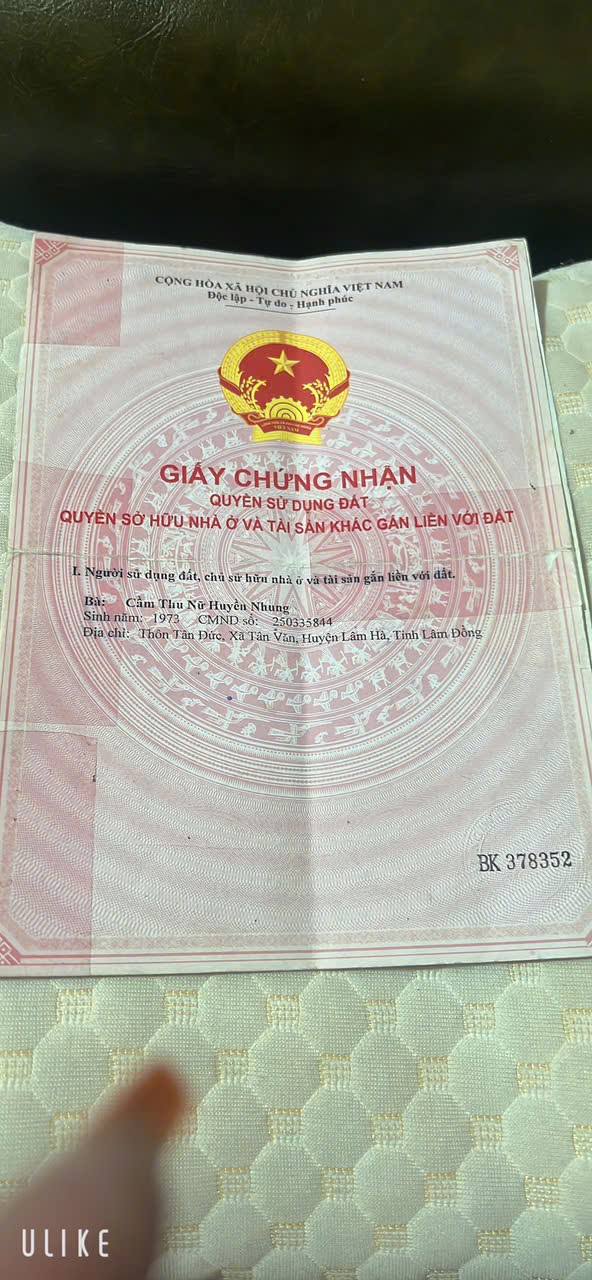 CỘNG HÒA XÃ HỘI CHỦ NGHĨA VIỆT NAM
Độc lập - Tự do - Hạnh phúc
VIỆT NAM
GIẤY CHỨNG NHẬN
QUYỀN SỬ DỤNG ĐẤT
QUYỀN SỞ HỮU NHÀ Ở VÀ TÀI SẢN KHÁC GẮN LIỀN VỚI ĐẤT
I. Người sử dụng đất, chủ sử hữu nhà ở và tài sản gắn liền với đất.
Bà: Cầm Thu Nữ Huyền Nhung
Sinh năm: 1973 CMND số: 250335844
Địa chỉ: Thôn Tân Đức, Xã Tân Văn, Huyện Lâm Hà, Tỉnh Lâm Đồng
BK 378352
ULIKE